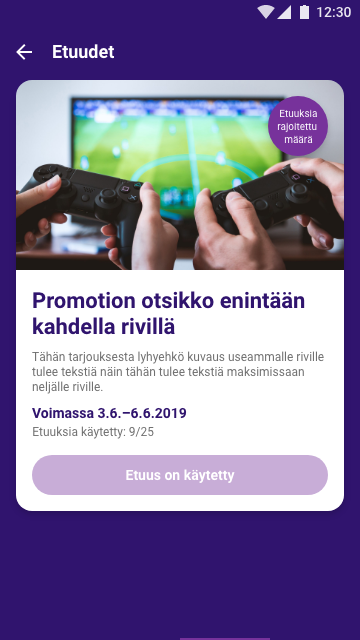 12:30
Etuudet
Etuuksia
rajoitettu
määrä
Promotion otsikko enintään
kahdella rivillä
Tähän tarjouksesta lyhyehkö kuvaus useammalle riville
tulee tekstiä näin tähän tulee tekstiä maksimissaan
neljälle riville.
Voimassa 3.6.–6.6.2019
Etuuksia käytetty: 9/25
Etuus on käytetty